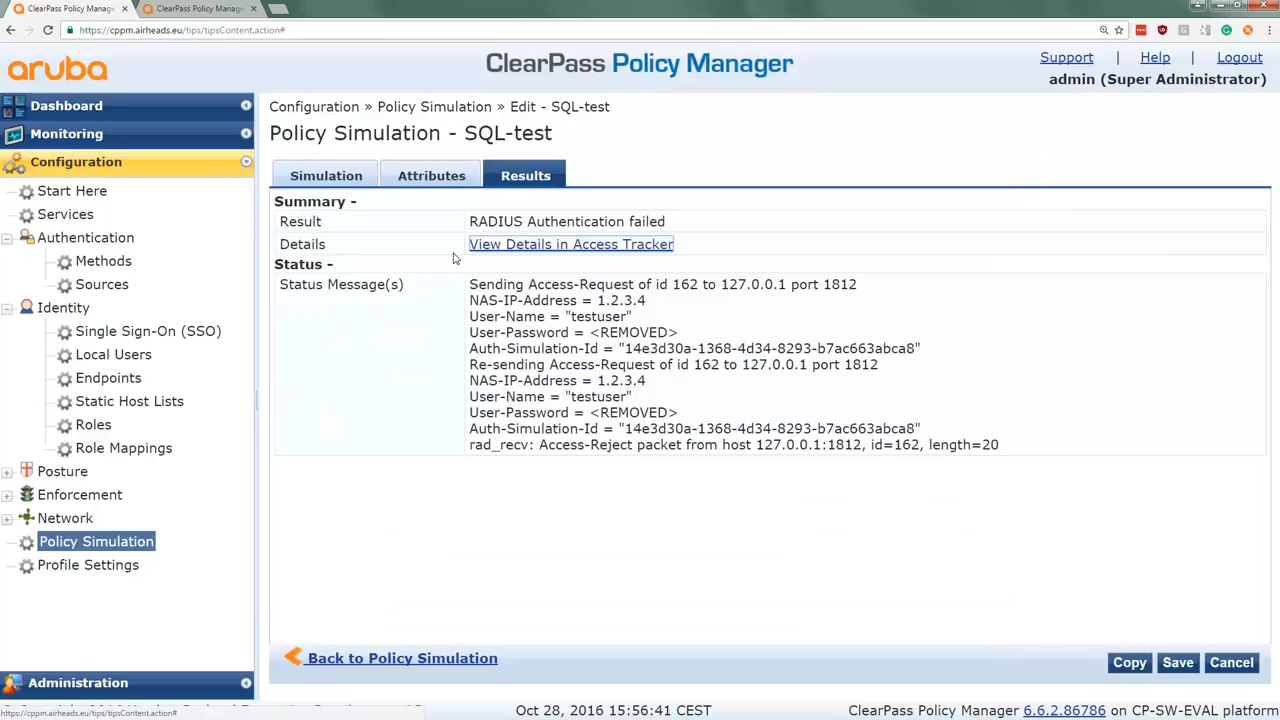 ClearPass Policy Manager
ClearPass Policy Manager
https://cppm.airheads.eu/tips/tipsContent.action#
aruba
ClearPass Policy Manager
Support | Help | Logout
admin (Super Administrator)
Dashboard
Monitoring
Configuration
Start Here
Services
Authentication
Methods
Sources
Identity
Single Sign-On (SSO)
Local Users
Endpoints
Static Host Lists
Roles
Role Mappings
Posture
Enforcement
Network
Policy Simulation
Profile Settings
Administration
Configuration » Policy Simulation » Edit - SQL-test
Policy Simulation - SQL-test
Simulation Attributes Results
Summary -
Result RADIUS Authentication failed
Details View Details in Access Tracker
Status -
Status Message(s) Sending Access-Request of id 162 to 127.0.0.1 port 1812
NAS-IP-Address = 1.2.3.4
User-Name = "testuser"
User-Password = <REMOVED>
Auth-Simulation-Id = "14e3d30a-1368-4d34-8293-b7ac663abca8"
Re-sending Access-Request of id 162 to 127.0.0.1 port 1812
NAS-IP-Address = 1.2.3.4
User-Name = "testuser"
User-Password = <REMOVED>
Auth-Simulation-Id = "14e3d30a-1368-4d34-8293-b7ac663abca8"
rad_recv: Access-Reject packet from host 127.0.0.1:1812, id=162, length=20
Back to Policy Simulation
Copy Save Cancel
https://cppm.airheads.eu/tips/tipsContent.action#
Oct 28, 2016 15:56:41 CEST
ClearPass Policy Manager 6.6.2.86786 on CP-SW-EVAL platform